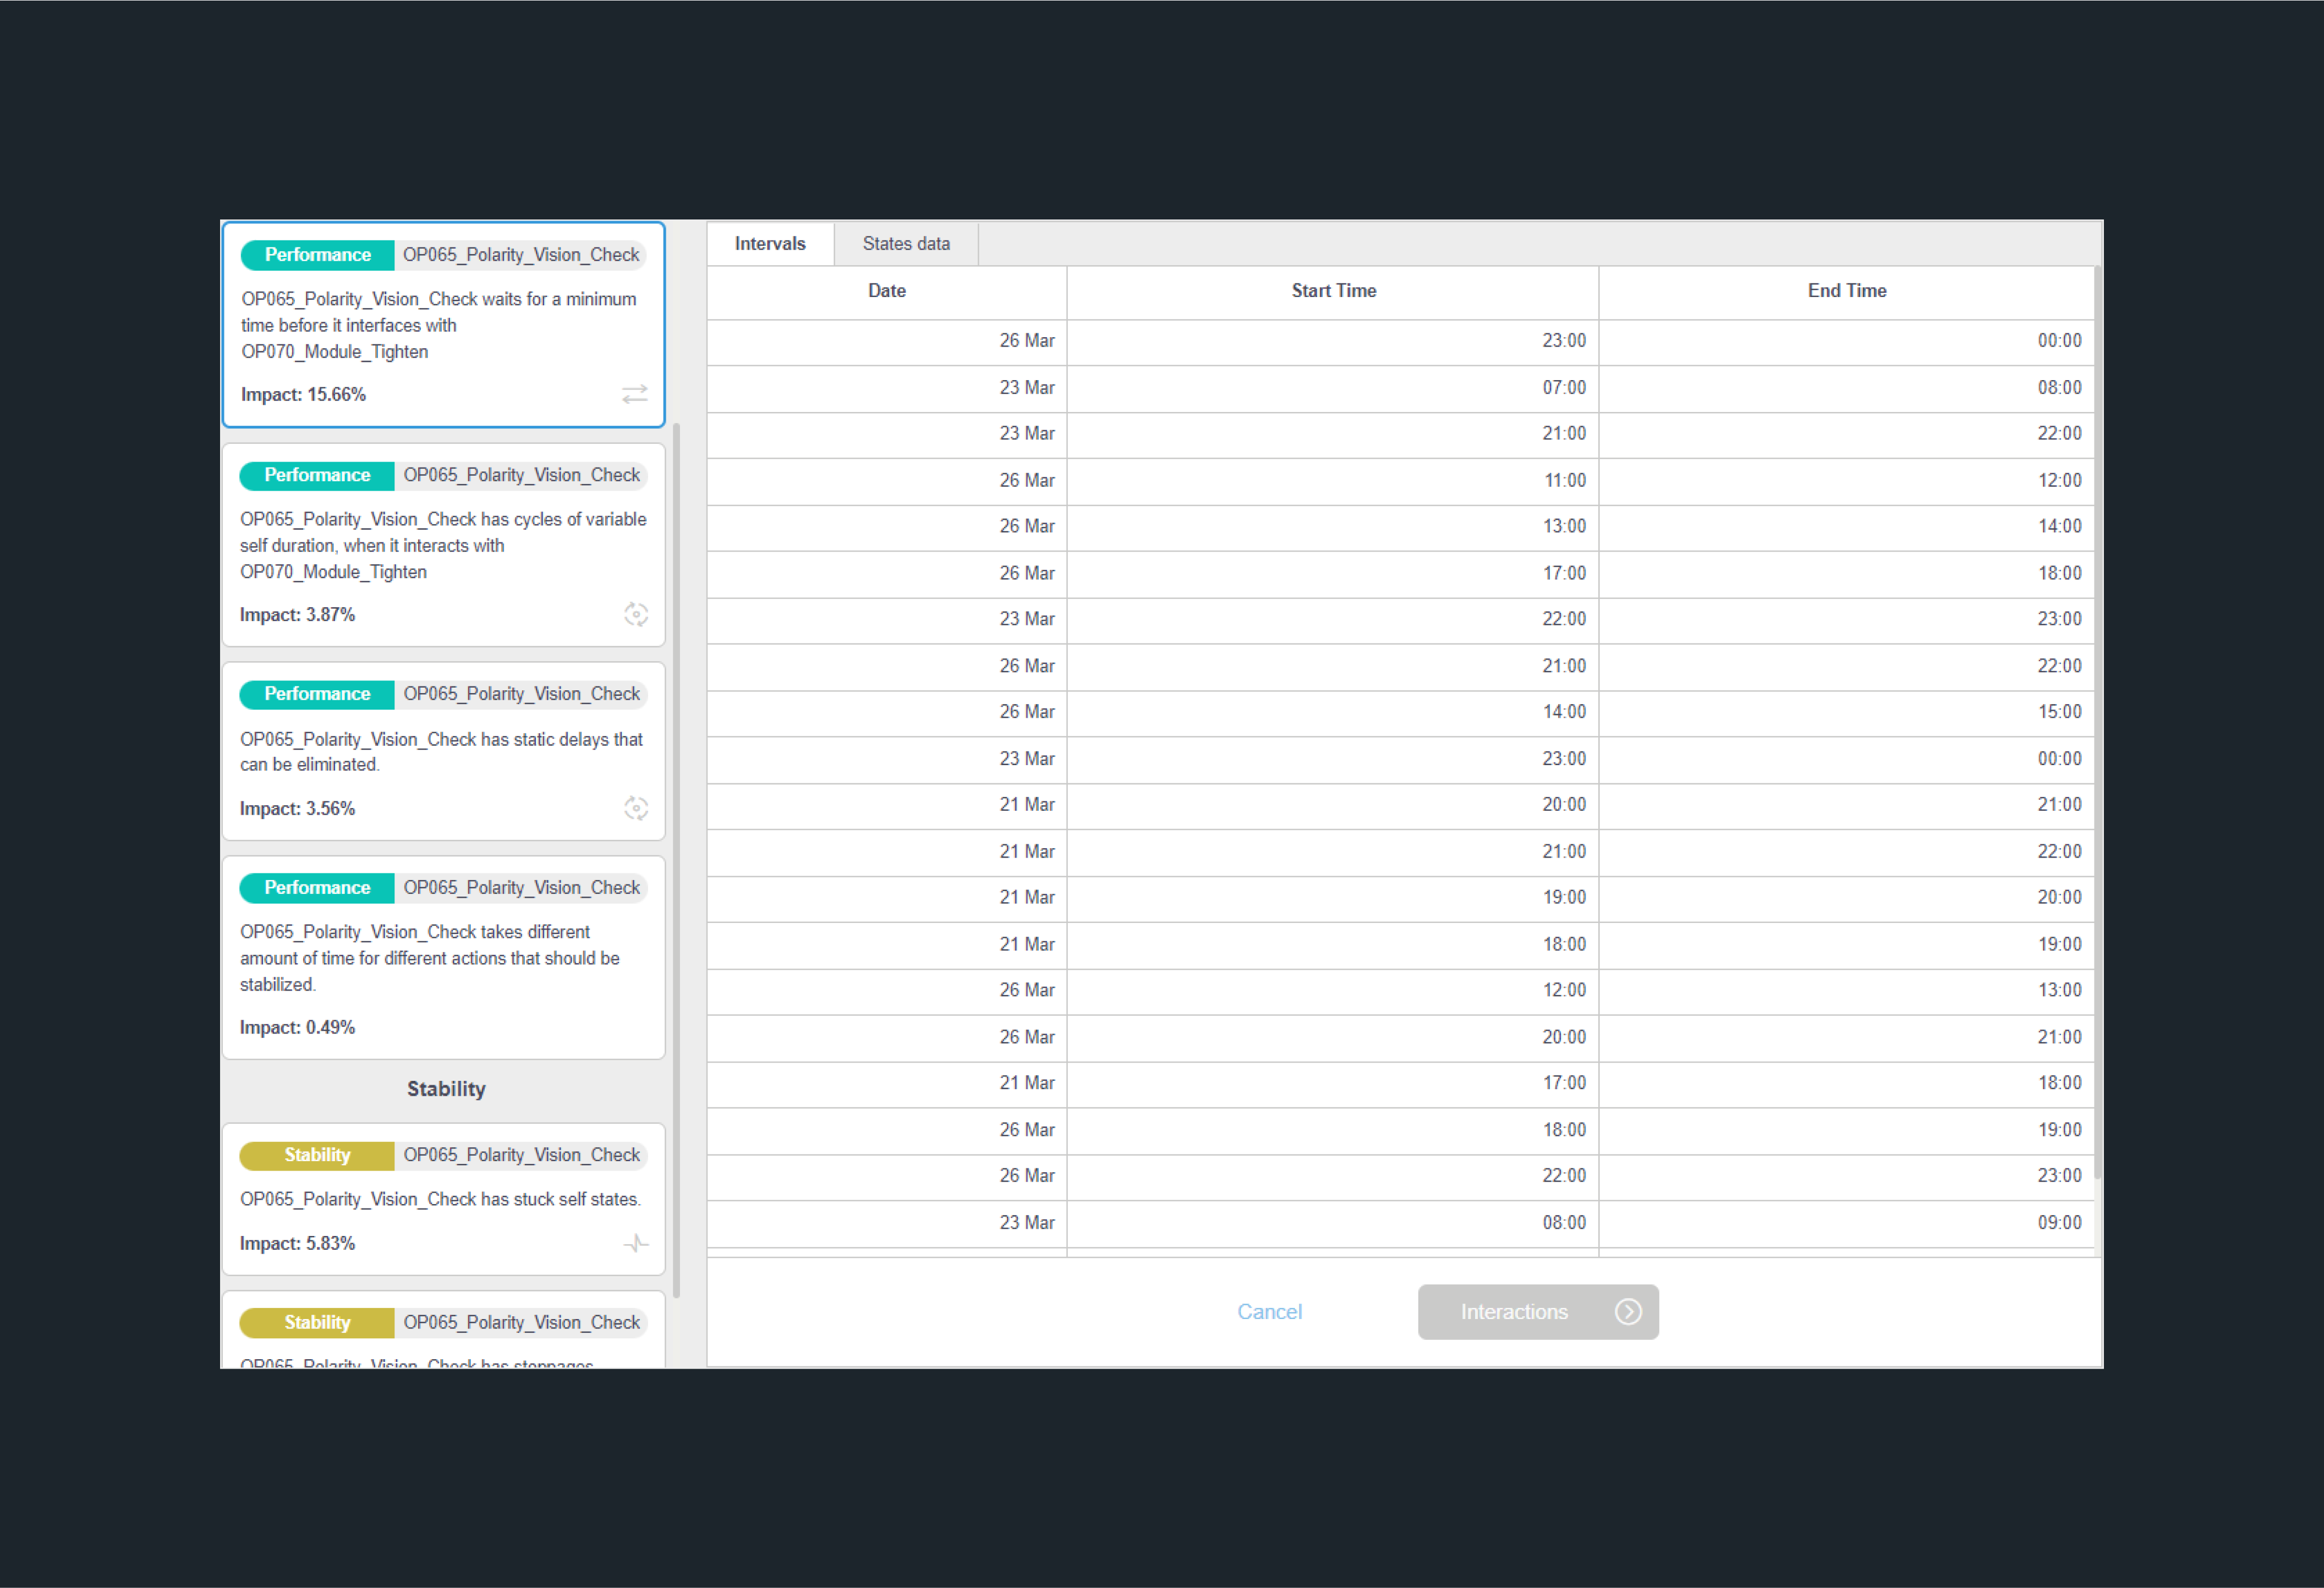 Performance OP065_Polarity_Vision_Check
OP065_Polarity_Vision_Check waits for a minimum
time before it interfaces with
OP070_Module_Tighten
Impact: 15.66%
Performance OP065_Polarity_Vision_Check
OP065_Polarity_Vision_Check has cycles of variable
self duration, when it interacts with
OP070_Module_Tighten
Impact: 3.87%
Performance OP065_Polarity_Vision_Check
OP065_Polarity_Vision_Check has static delays that
can be eliminated.
Impact: 3.56%
Performance OP065_Polarity_Vision_Check
OP065_Polarity_Vision_Check takes different
amount of time for different actions that should be
stabilized.
Impact: 0.49%
Stability
Stability OP065_Polarity_Vision_Check
OP065_Polarity_Vision_Check has stuck self states.
Impact: 5.83%
Stability OP065_Polarity_Vision_Check
OP065_Polarity_Vision_Check has stoppages
Intervals States data
Date Start Time End Time
26 Mar 23:00 00:00
23 Mar 07:00 08:00
23 Mar 21:00 22:00
26 Mar 11:00 12:00
26 Mar 13:00 14:00
26 Mar 17:00 18:00
23 Mar 22:00 23:00
26 Mar 21:00 22:00
26 Mar 14:00 15:00
23 Mar 23:00 00:00
21 Mar 20:00 21:00
21 Mar 21:00 22:00
21 Mar 19:00 20:00
21 Mar 18:00 19:00
26 Mar 12:00 13:00
26 Mar 20:00 21:00
21 Mar 17:00 18:00
26 Mar 18:00 19:00
26 Mar 22:00 23:00
23 Mar 08:00 09:00
Cancel Interactions